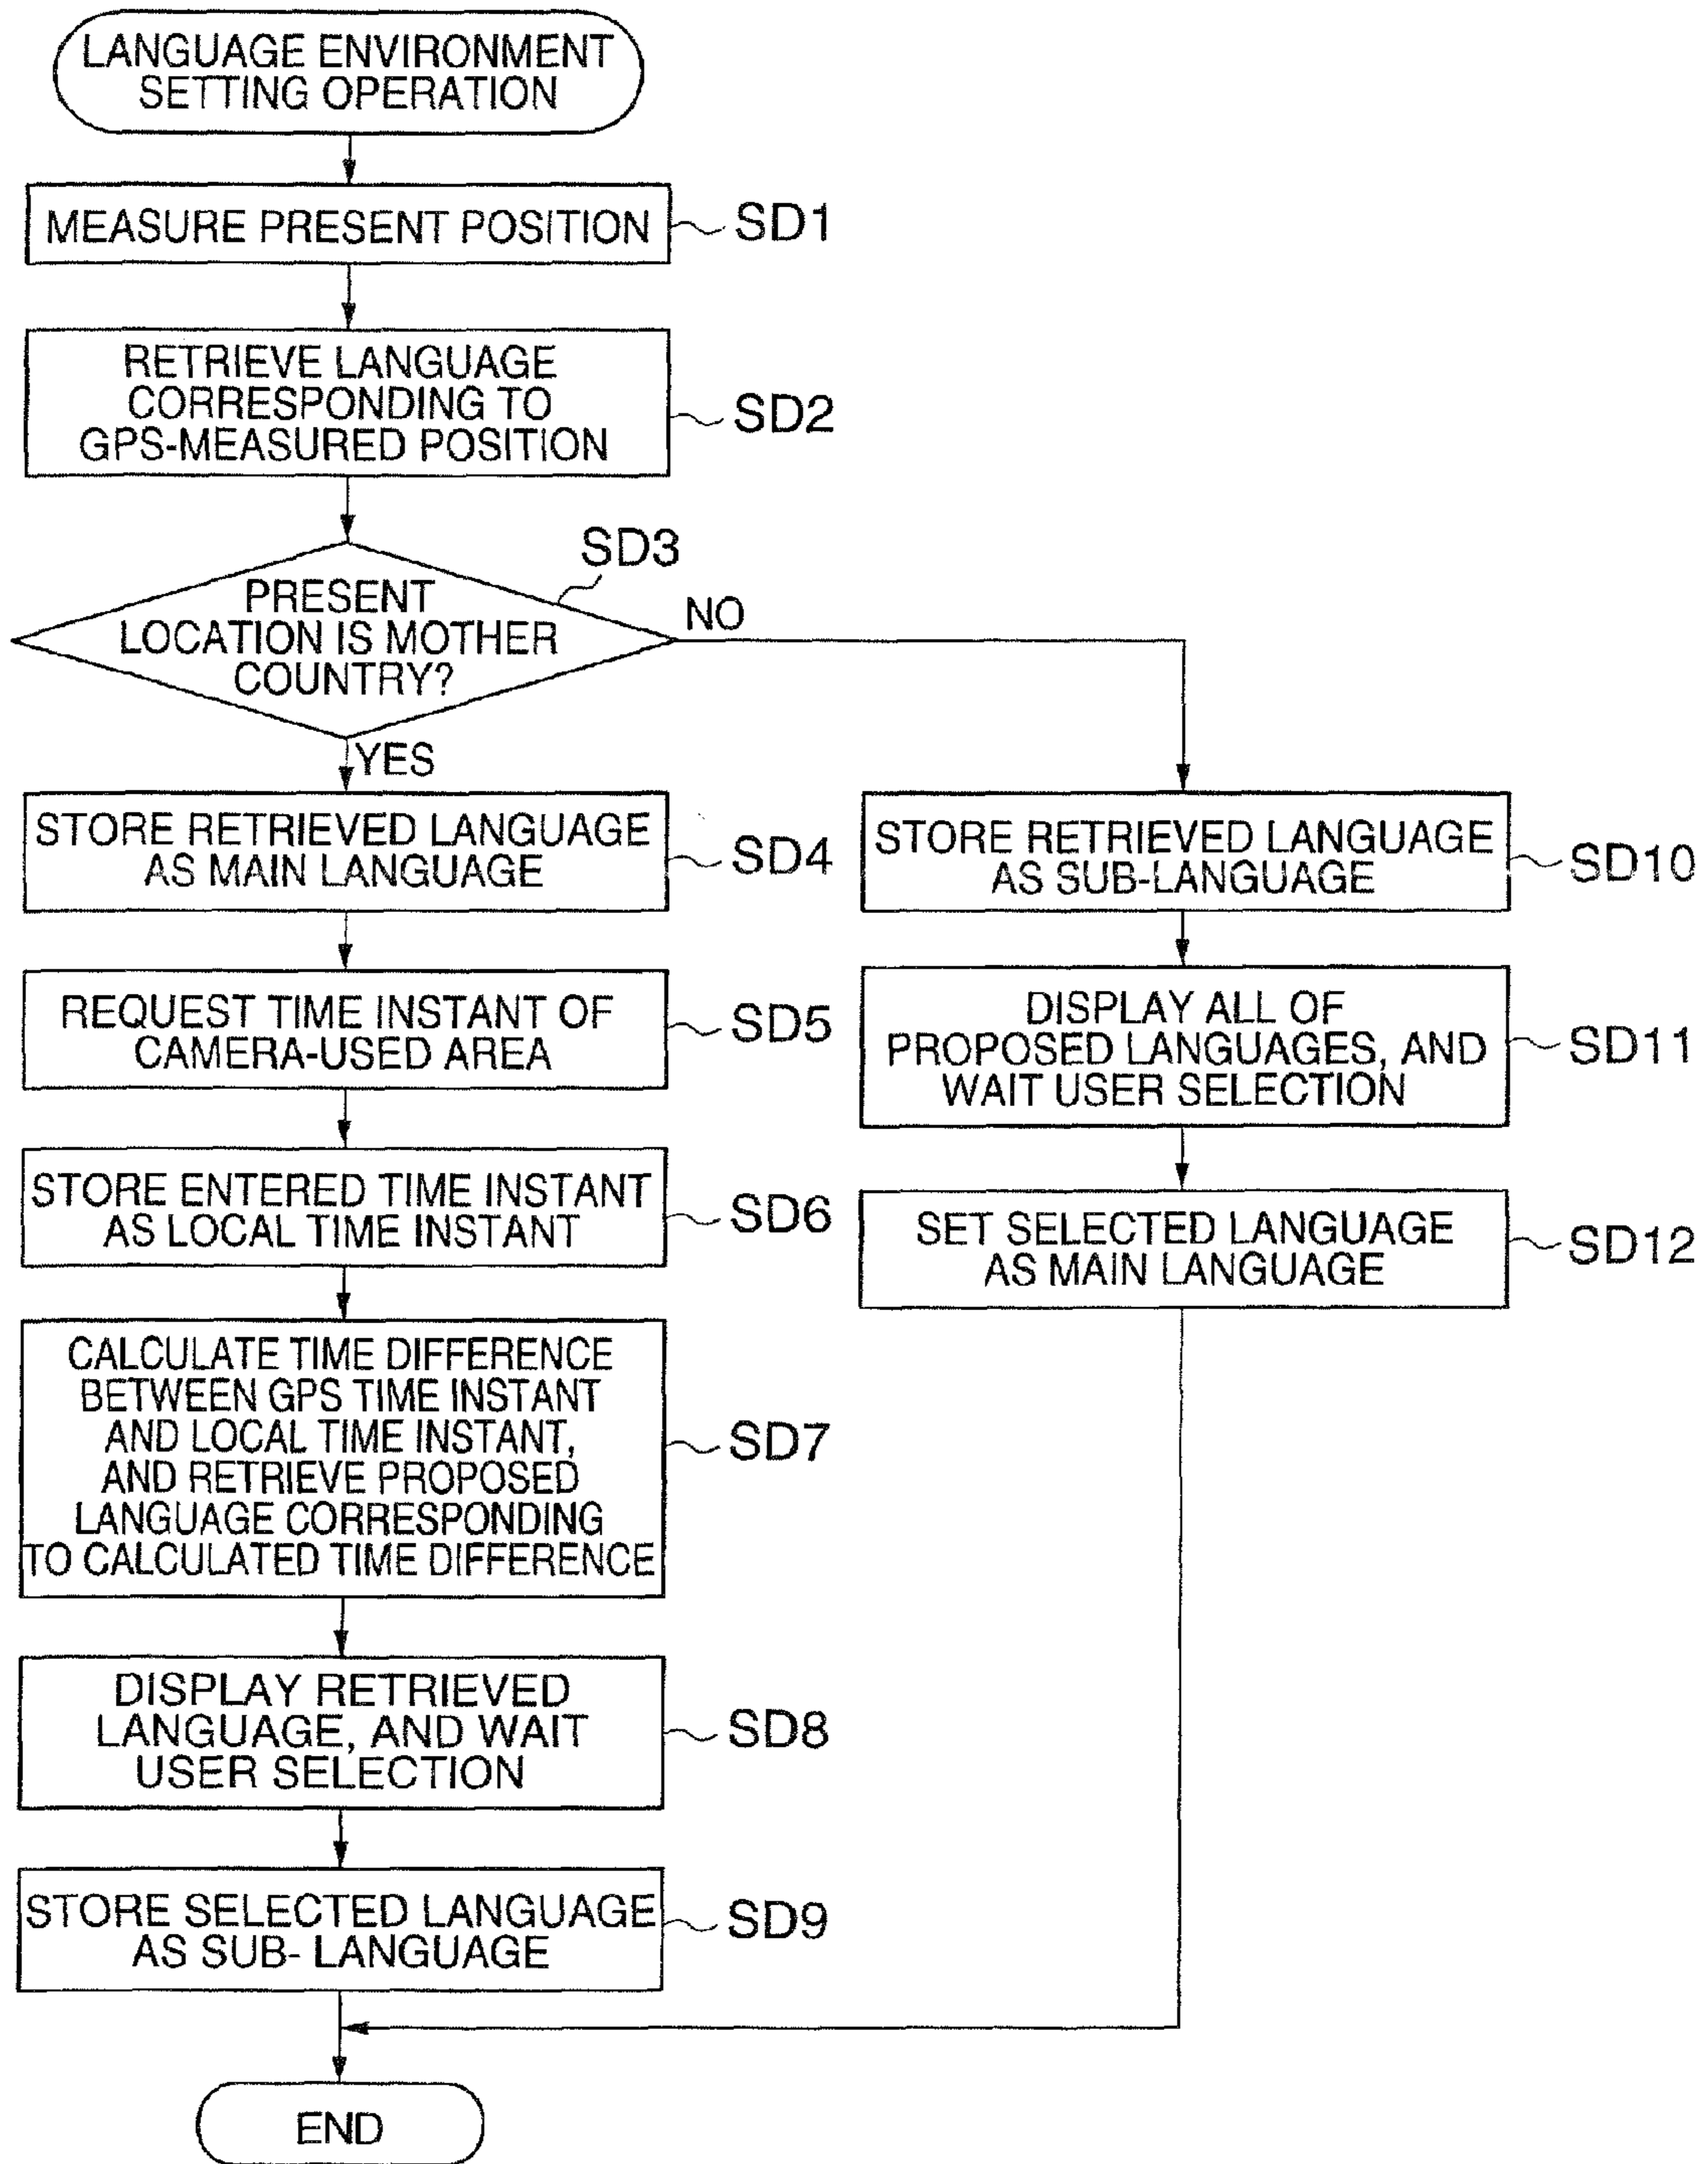 LANGUAGE ENVIRONMENT
SETTING OPERATION
MEASURE PRESENT POSITION
SD1
RETRIEVE LANGUAGE
CORRESPONDING TO
GPS-MEASURED POSITION
SD2
SD3
PRESENT
LOCATION IS MOTHER
COUNTRY?
NO
YES
STORE RETRIEVED LANGUAGE
AS MAIN LANGUAGE
SD4
REQUEST TIME INSTANT OF
CAMERA-USED AREA
SD5
STORE ENTERED TIME INSTANT
AS LOCAL TIME INSTANT
SD6
CALCULATE TIME DIFFERENCE
BETWEEN GPS TIME INSTANT
AND LOCAL TIME INSTANT,
AND RETRIEVE PROPOSED
LANGUAGE CORRESPONDING
TO CALCULATED TIME DIFFERENCE
SD7
DISPLAY RETRIEVED
LANGUAGE, AND WAIT
USER SELECTION
SD8
STORE SELECTED LANGUAGE
AS SUB- LANGUAGE
SD9
STORE RETRIEVED LANGUAGE
AS SUB-LANGUAGE
SD10
DISPLAY ALL OF
PROPOSED LANGUAGES, AND
WAIT USER SELECTION
SD11
SET SELECTED LANGUAGE
AS MAIN LANGUAGE
SD12
END